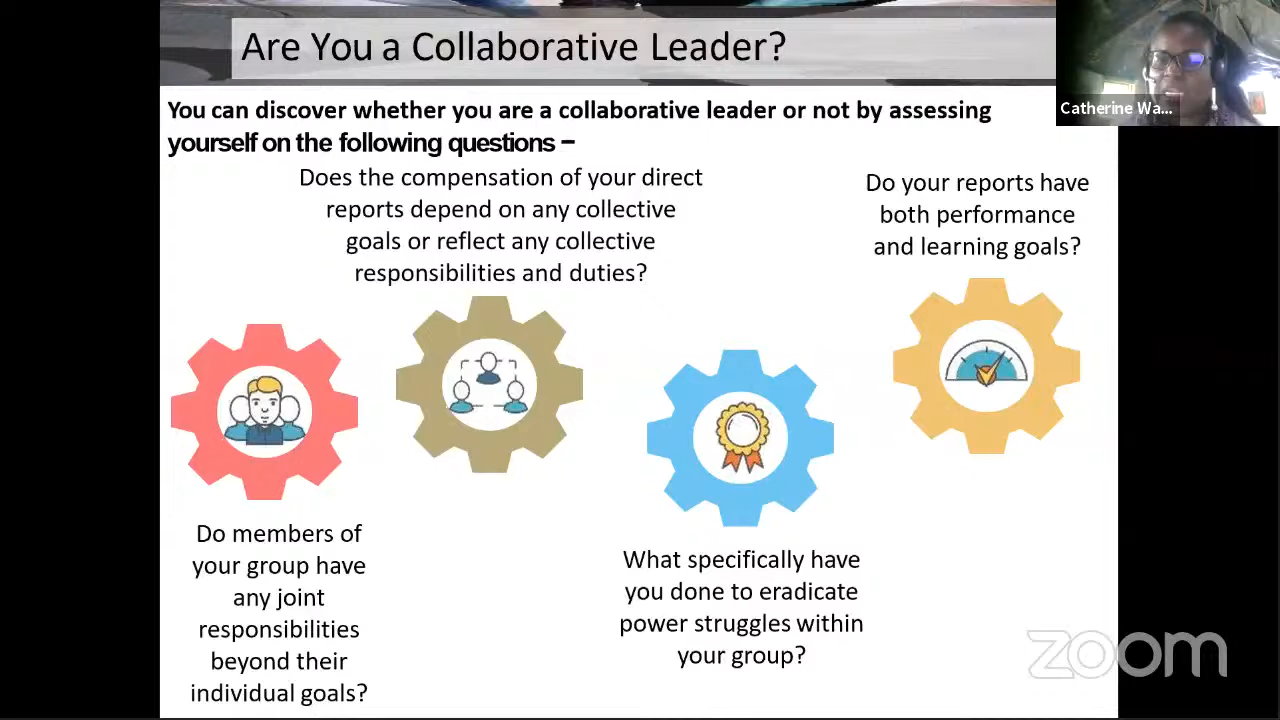 Are You a Collaborative Leader?
Catherine Wa...
You can discover whether you are a collaborative leader or not by assessing
yourself on the following questions –
Does the compensation of your direct
reports depend on any collective
goals or reflect any collective
responsibilities and duties?
Do your reports have
both performance
and learning goals?
Do members of
your group have
any joint
responsibilities
beyond their
individual goals?
What specifically have
you done to eradicate
power struggles within
your group?
zoom